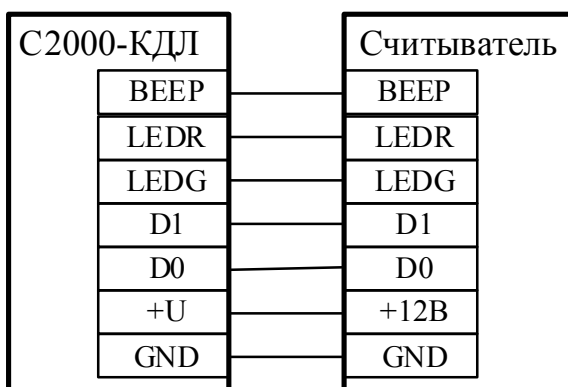 С2000-КДЛ Считыватель
BEEP BEEP
LEDR LEDR
LEDG LEDG
D1 D1
D0 D0
+U +12В
GND GND